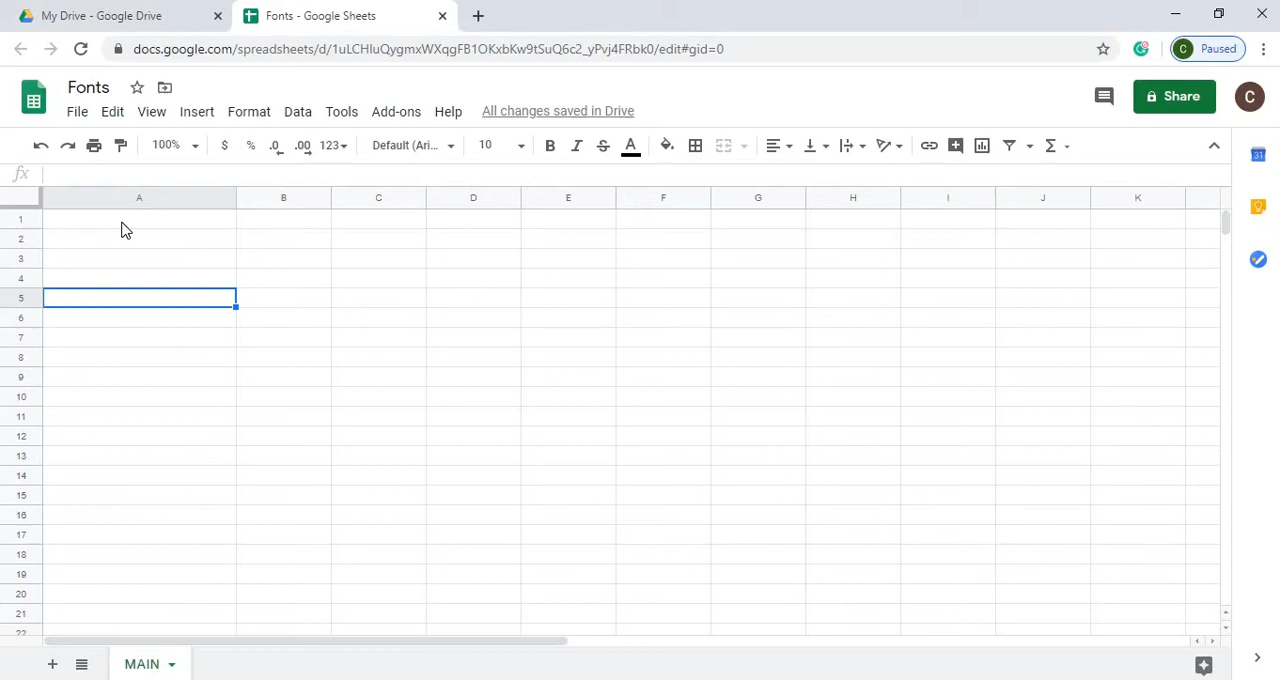 My Drive - Google Drive
Fonts - Google Sheets
docs.google.com/spreadsheets/d/1uLCHIuQygmxWXqgFB1OKxbKw9tSuQ6c2_yPvj4FRbk0/edit#gid=0
C Paused
Fonts
File Edit View Insert Format Data Tools Add-ons Help All changes saved in Drive
Share
C
100% $ % .0 .00 123 Default (Ari... 10 B I S A Σ
fx
A B C D E F G H I J K
1
2
3
4
5
6
7
8
9
10
11
12
13
14
15
16
17
18
19
20
21
22
MAIN
31